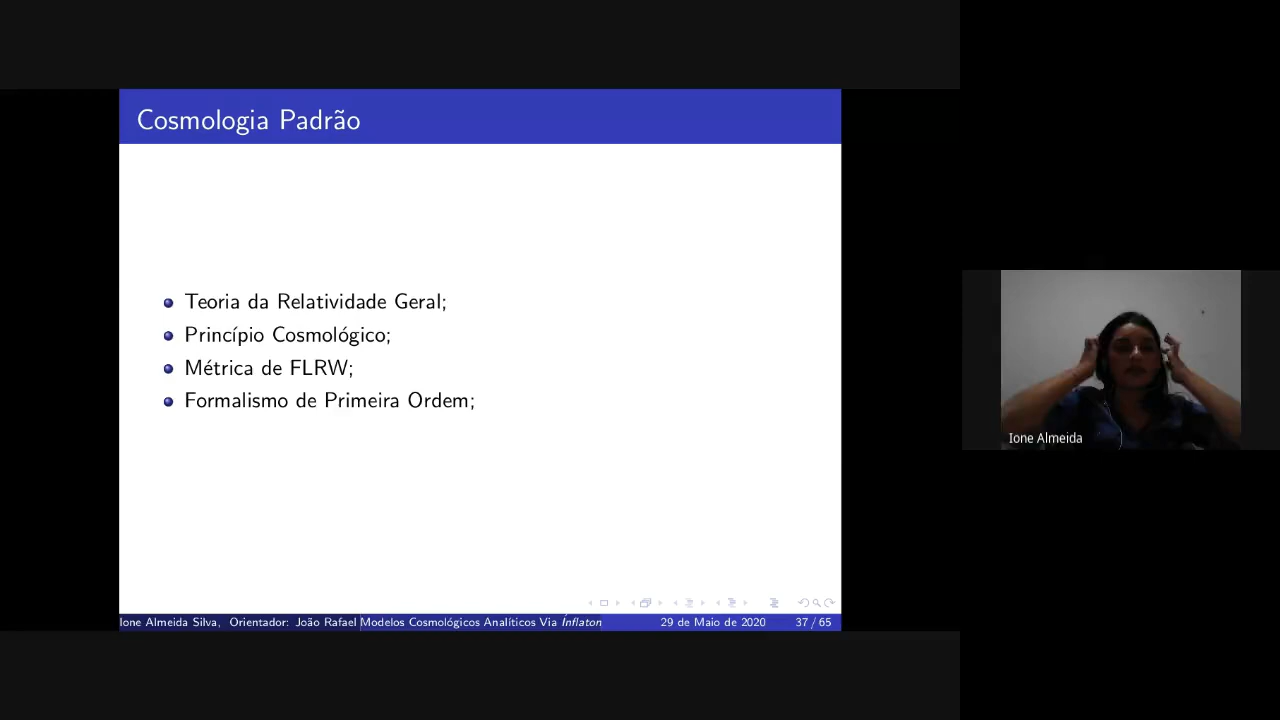 Cosmologia Padrão
Teoria da Relatividade Geral;
Princípio Cosmológico;
Métrica de FLRW;
Formalismo de Primeira Ordem;
Ione Almeida
Ione Almeida Silva, Orientador: João Rafael Modelos Cosmológicos Analíticos Via Inflaton 29 de Maio de 2020 37 / 65